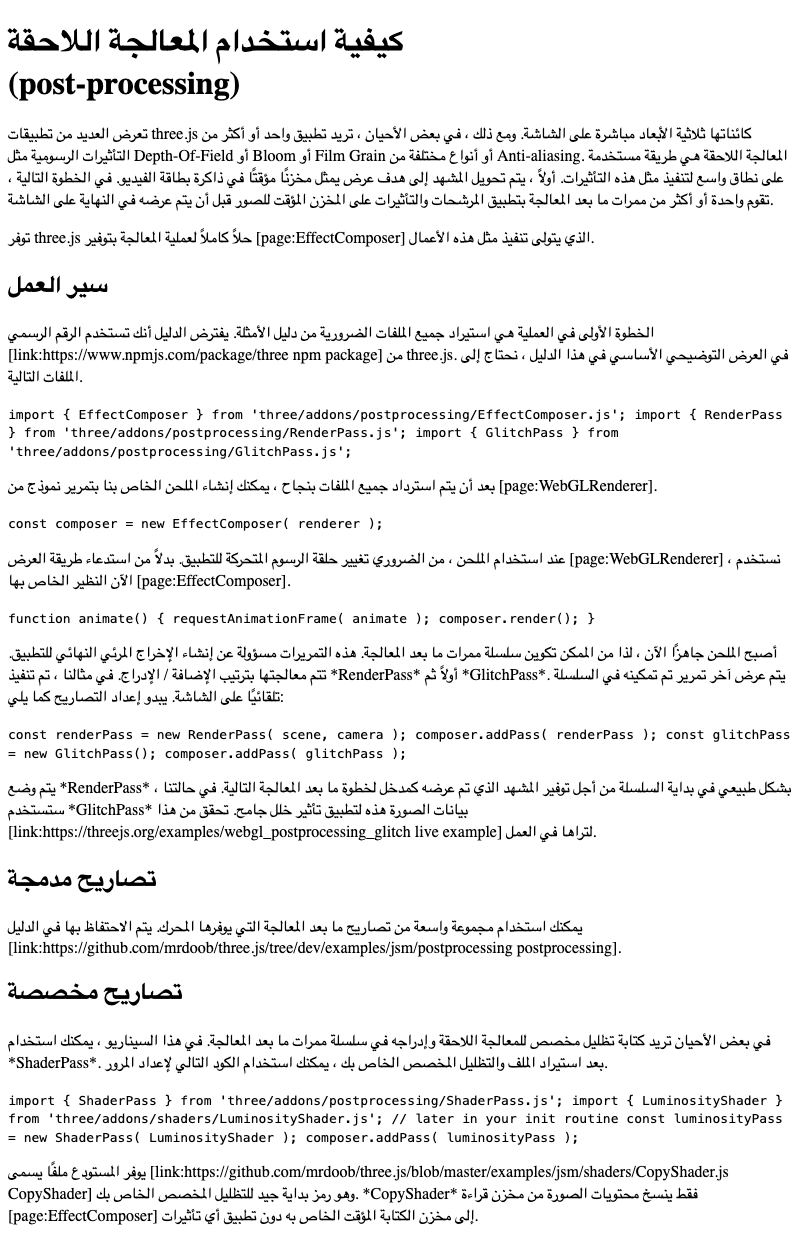 كيفية استخدام المعالجة اللاحقة
(post-processing)
تعرض العديد من تطبيقات three.js كائناتها ثلاثية الأبعاد مباشرة على الشاشة. ومع ذلك ، في بعض الأحيان ، تريد تطبيق واحد أو أكثر من
التأثيرات الرسومية مثل Depth-Of-Field أو Bloom أو Film Grain أو أنواع مختلفة من Anti-aliasing. المعالجة اللاحقة هي طريقة مستخدمة
على نطاق واسع لتنفيذ مثل هذه التأثيرات. أولاً ، يتم تحويل المشهد إلى هدف عرض يمثل مخزنًا مؤقتًا في ذاكرة بطاقة الفيديو. في الخطوة التالية ،
تقوم واحدة أو أكثر من ممرات ما بعد المعالجة بتطبيق المرشحات والتأثيرات على المخزن المؤقت للصور قبل أن يتم عرضه في النهاية على الشاشة.
توفر three.js حلاً كاملاً لعملية المعالجة بتوفير [page:EffectComposer] الذي يتولى تنفيذ مثل هذه الأعمال.
سير العمل
الخطوة الأولى في العملية هي استيراد جميع الملفات الضرورية من دليل الأمثلة. يفترض الدليل أنك تستخدم الرقم الرسمي
[link:https://www.npmjs.com/package/three npm package] من three.js. في العرض التوضيحي الأساسي في هذا الدليل ، نحتاج إلى
الملفات التالية.
import { EffectComposer } from 'three/addons/postprocessing/EffectComposer.js'; import { RenderPass
} from 'three/addons/postprocessing/RenderPass.js'; import { GlitchPass } from
'three/addons/postprocessing/GlitchPass.js';
بعد أن يتم استرداد جميع الملفات بنجاح ، يمكنك إنشاء الملحن الخاص بنا بتمرير نموذج من [page:WebGLRenderer].
const composer = new EffectComposer( renderer );
عند استخدام الملحن ، من الضروري تغيير حلقة الرسوم المتحركة للتطبيق. بدلاً من استدعاء طريقة العرض [page:WebGLRenderer] ، نستخدم
الآن النظير الخاص بها [page:EffectComposer].
function animate() { requestAnimationFrame( animate ); composer.render(); }
أصبح الملحن جاهزًا الآن ، لذا من الممكن تكوين سلسلة ممرات ما بعد المعالجة. هذه التمريرات مسؤولة عن إنشاء الإخراج المرئي النهائي للتطبيق.
تتم معالجتها بترتيب الإضافة / الإدراج. في مثالنا ، تم تنفيذ *RenderPass* أولاً ثم *GlitchPass*. يتم عرض آخر تمرير تم تمكينه في السلسلة
تلقائيًا على الشاشة. يبدو إعداد التصاريح كما يلي:
const renderPass = new RenderPass( scene, camera ); composer.addPass( renderPass ); const glitchPass
= new GlitchPass(); composer.addPass( glitchPass );
يتم وضع *RenderPass* بشكل طبيعي في بداية السلسلة من أجل توفير المشهد الذي تم عرضه كمدخل لخطوة ما بعد المعالجة التالية. في حالتنا ،
ستستخدم *GlitchPass* بيانات الصورة هذه لتطبيق تأثير خلل جامح. تحقق من هذا
[link:https://threejs.org/examples/webgl_postprocessing_glitch live example] لتراها في العمل.
تصاريح مدمجة
يمكنك استخدام مجموعة واسعة من تصاريح ما بعد المعالجة التي يوفرها المحرك. يتم الاحتفاظ بها في الدليل
[link:https://github.com/mrdoob/three.js/tree/dev/examples/jsm/postprocessing postprocessing].
تصاريح مخصصة
في بعض الأحيان تريد كتابة تظليل مخصص للمعالجة اللاحقة وإدراجه في سلسلة ممرات ما بعد المعالجة. في هذا السيناريو ، يمكنك استخدام
*ShaderPass*. بعد استيراد الملف والتظليل المخصص الخاص بك ، يمكنك استخدام الكود التالي لإعداد المرور.
import { ShaderPass } from 'three/addons/postprocessing/ShaderPass.js'; import { LuminosityShader }
from 'three/addons/shaders/LuminosityShader.js'; // later in your init routine const luminosityPass
= new ShaderPass( LuminosityShader ); composer.addPass( luminosityPass );
يوفر المستودع ملفًا يسمى [link:https://github.com/mrdoob/three.js/blob/master/examples/jsm/shaders/CopyShader.js
CopyShader] وهو رمز بداية جيد للتظليل المخصص الخاص بك. *CopyShader* فقط ينسخ محتويات الصورة من مخزن قراءة
[page:EffectComposer] إلى مخزن الكتابة المؤقت الخاص به دون تطبيق أي تأثيرات.